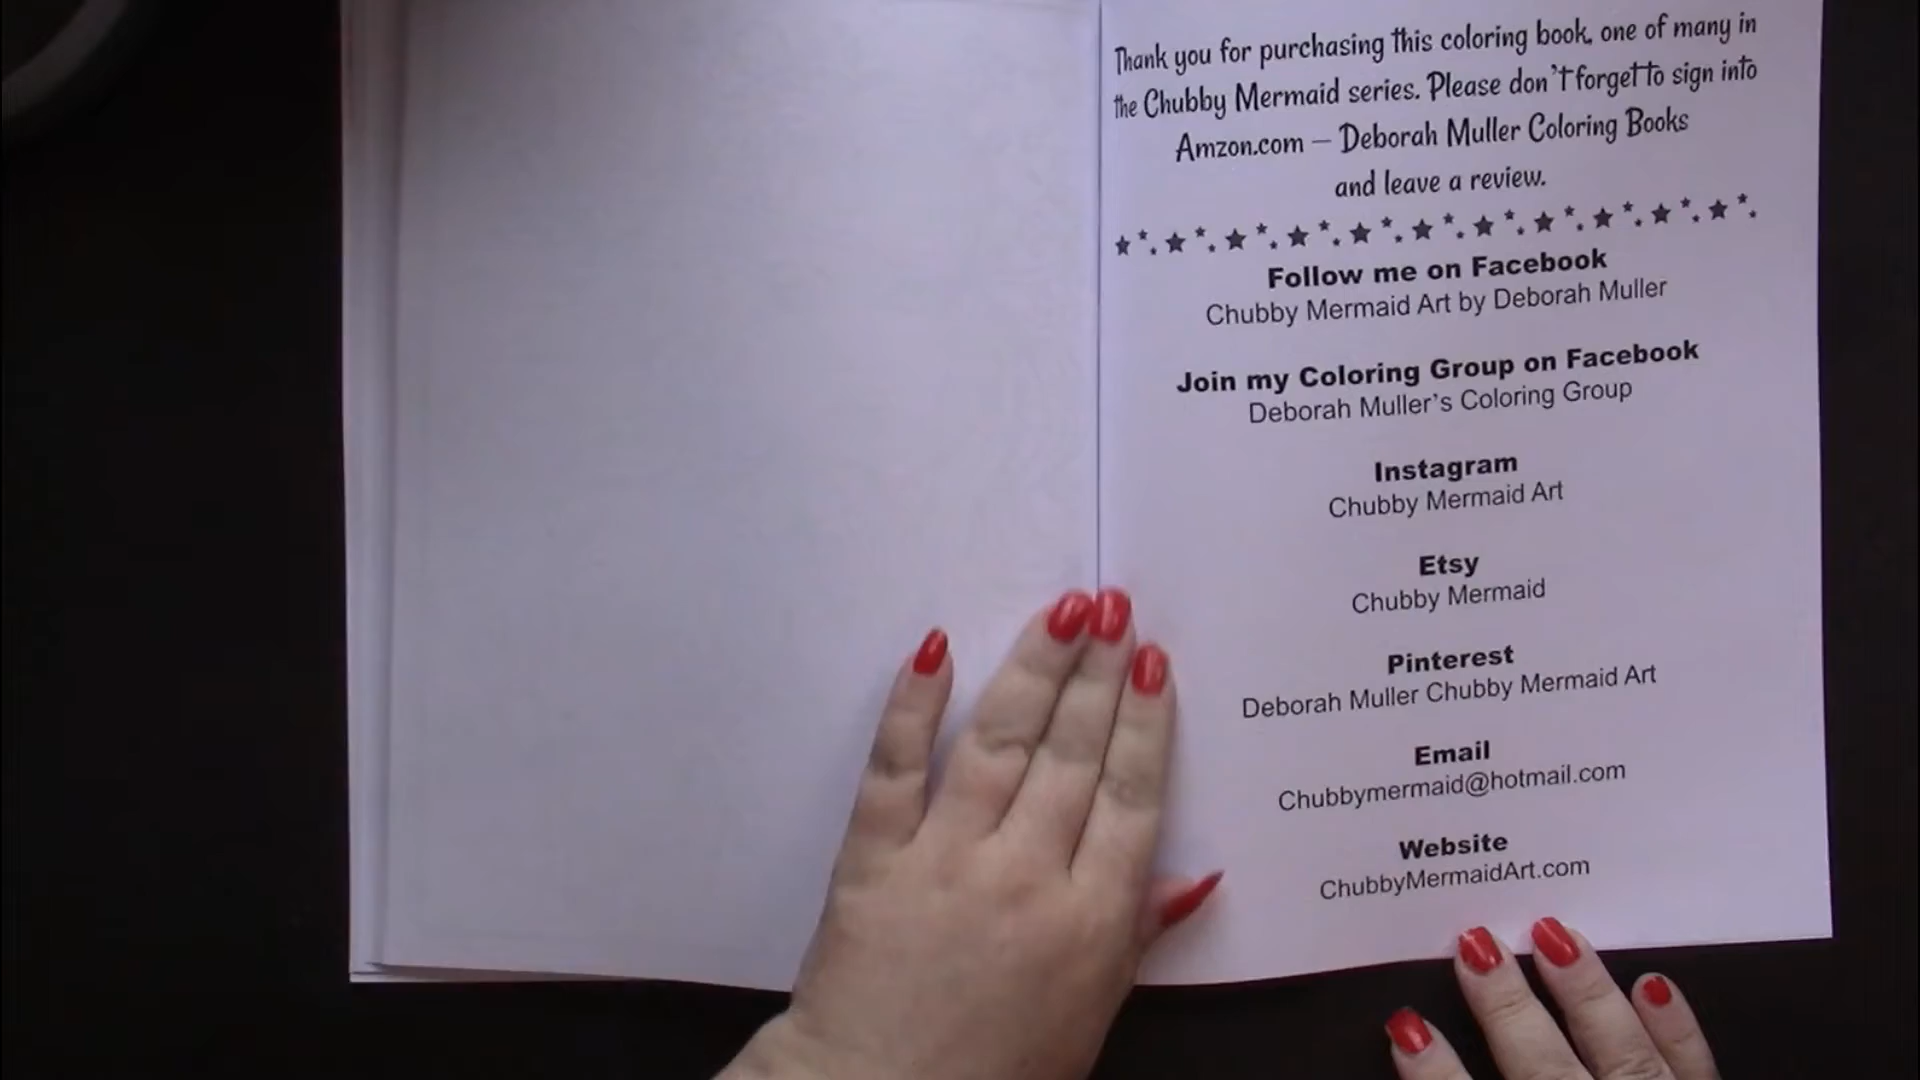 Thank you for purchasing this coloring book, one of many in
the Chubby Mermaid series. Please don't forget to sign into
Amzon.com – Deborah Muller Coloring Books
and leave a review.
Follow me on Facebook
Chubby Mermaid Art by Deborah Muller
Join my Coloring Group on Facebook
Deborah Muller's Coloring Group
Instagram
Chubby Mermaid Art
Etsy
Chubby Mermaid
Pinterest
Deborah Muller Chubby Mermaid Art
Email
Chubbymermaid@hotmail.com
Website
ChubbyMermaidArt.com